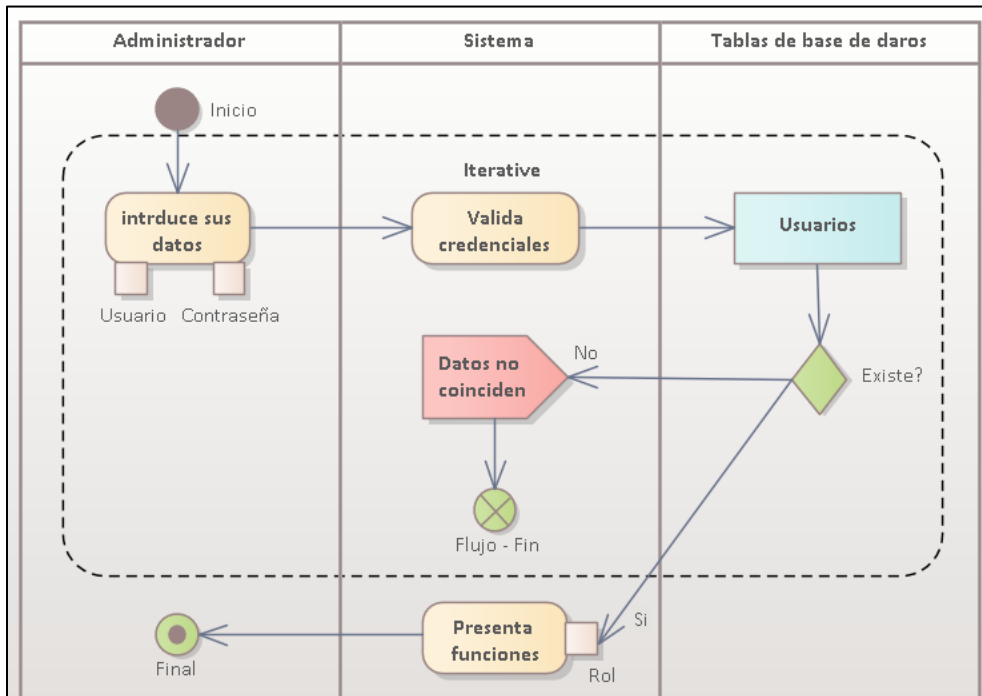 Administrador
Sistema
Tablas de base de daros
Inicio
Iterative
intrduce sus
datos
Valida
credenciales
Usuarios
Usuario
Contraseña
Datos no
coinciden
No
Existe?
Flujo - Fin
Presenta
funciones
Si
Rol
Final